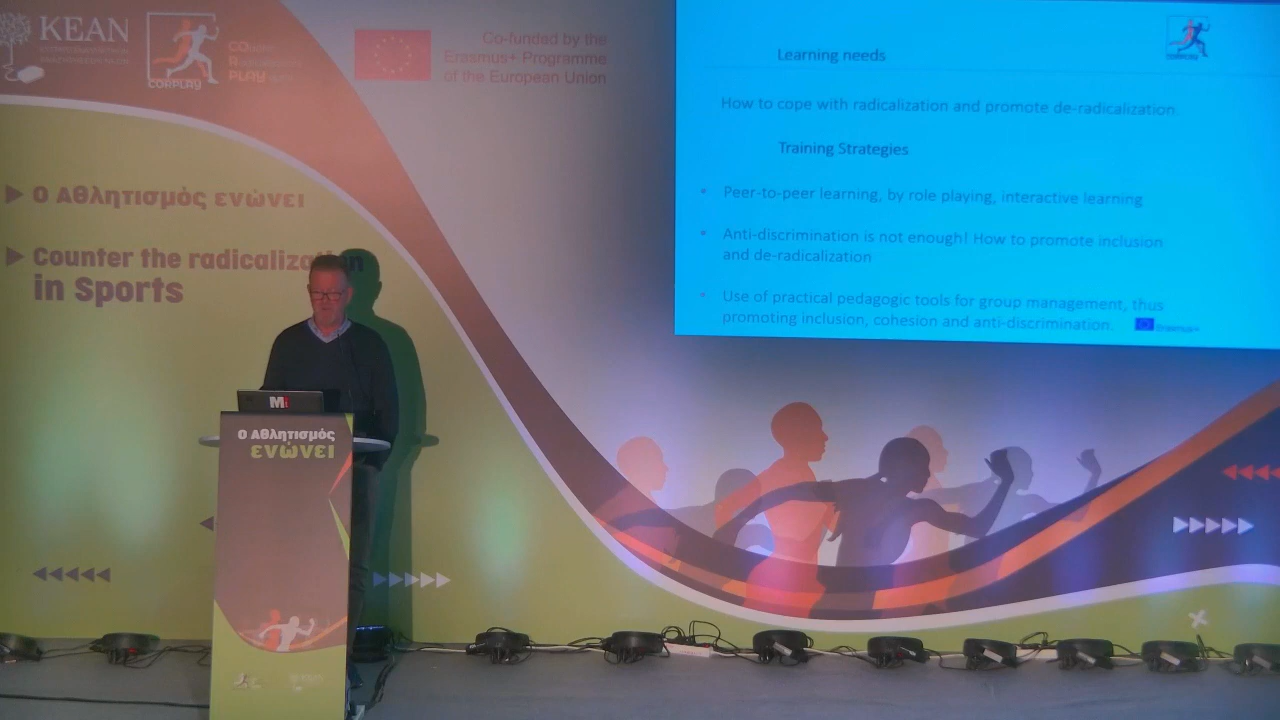 KEAN
CORPLAY
PLAY
Co-funded by the
Erasmus+ Programme
of the European Union
Ο Αθλητισμός ενώνει
Counter the radicalization
in Sports
M
Ο Αθλητισμός
ενώνει
Learning needs
How to cope with radicalization and promote de-radicalization.
Training Strategies
• Peer-to-peer learning, by role playing, interactive learning
• Anti-discrimination is not enough! How to promote inclusion
and de-radicalization
• Use of practical pedagogic tools for group management, thus
promoting inclusion, cohesion and anti-discrimination.
Erasmus+